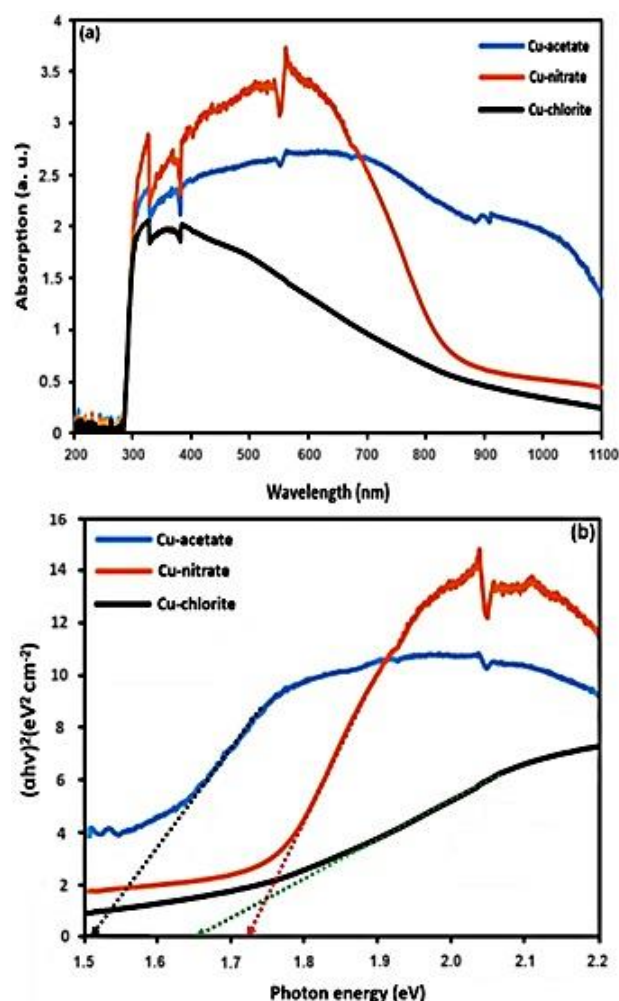 (a)
Cu-acetate
Cu-nitrate
Cu-chlorite
4
3.5
3
2.5
2
1.5
1
0.5
0
Absorption (a. u.)
200 300 400 500 600 700 800 900 1000 1100
Wavelength (nm)
(b)
Cu-acetate
Cu-nitrate
Cu-chlorite
16
14
12
10
8
6
4
2
0
(αhν)²(eV² cm⁻²)
1.5 1.6 1.7 1.8 1.9 2.0 2.1 2.2
Photon energy (eV)